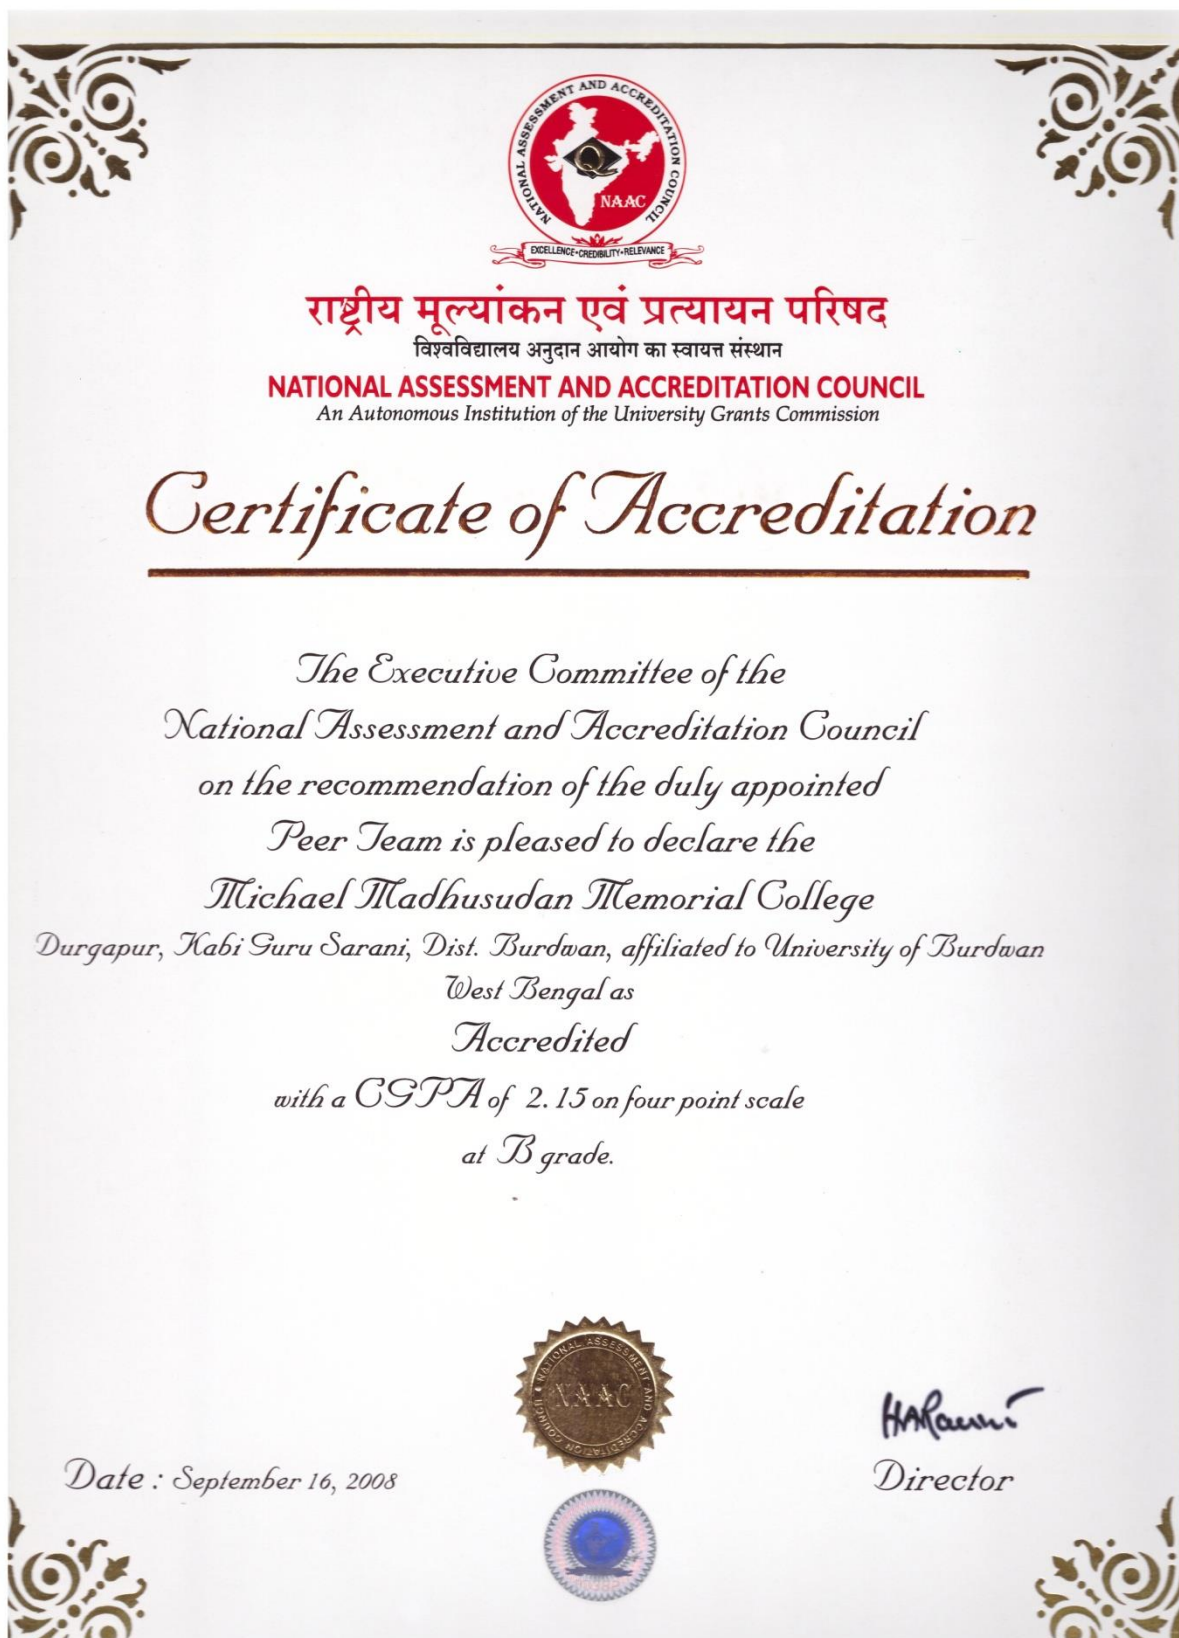 NATIONAL ASSESSMENT AND ACCREDITATION COUNCIL
NAAC
EXCELLENCE•CREDIBILITY•RELEVANCE
राष्ट्रीय मूल्यांकन एवं प्रत्यायन परिषद
विश्वविद्यालय अनुदान आयोग का स्वायत्त संस्थान
NATIONAL ASSESSMENT AND ACCREDITATION COUNCIL
An Autonomous Institution of the University Grants Commission
Certificate of Accreditation
The Executive Committee of the
National Assessment and Accreditation Council
on the recommendation of the duly appointed
Peer Team is pleased to declare the
Michael Madhusudan Memorial College
Durgapur, Kabi Guru Sarani, Dist. Burdwan, affiliated to University of Burdwan
West Bengal as
Accredited
with a CGPA of 2.15 on four point scale
at B grade.
NATIONAL ASSESSMENT AND ACCREDITATION COUNCIL
NAAC
Date : September 16, 2008
Director